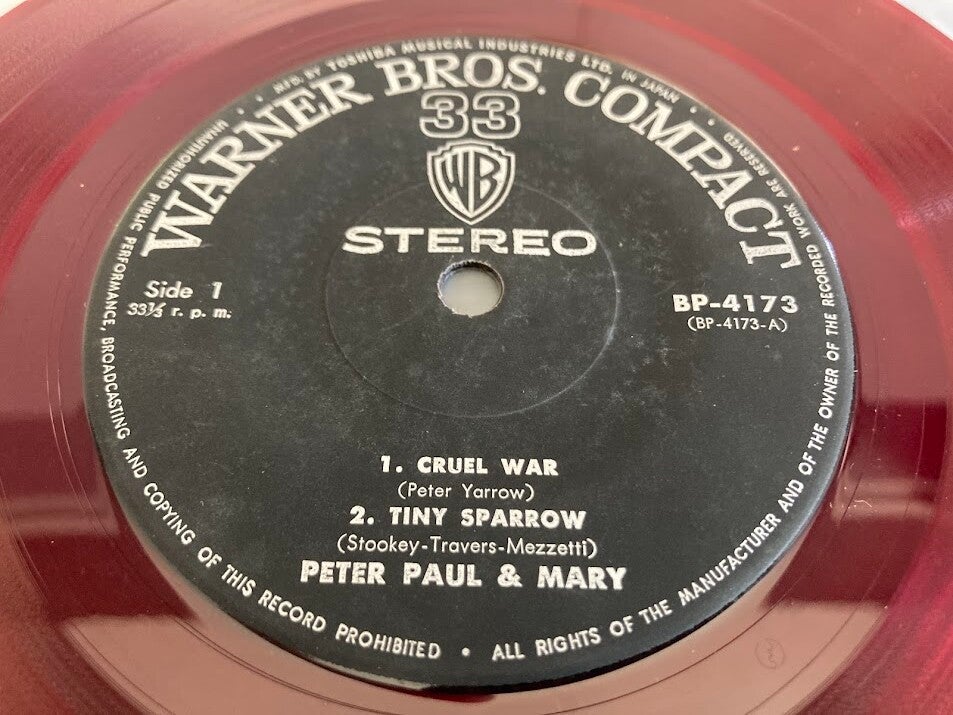 MFD. BY TOSHIBA MUSICAL INDUSTRIES LTD. IN JAPAN
WARNER BROS. COMPACT
33
WB
STEREO
Side 1
33⅓ r. p. m.
BP-4173
(BP-4173-A)
1. CRUEL WAR
(Peter Yarrow)
2. TINY SPARROW
(Stookey-Travers-Mezzetti)
PETER PAUL & MARY
UNAUTHORIZED PUBLIC PERFORMANCE, BROADCASTING AND COPYING OF THIS RECORD PROHIBITED • ALL RIGHTS OF THE MANUFACTURER AND OF THE OWNER OF THE RECORDED WORK ARE RESERVED